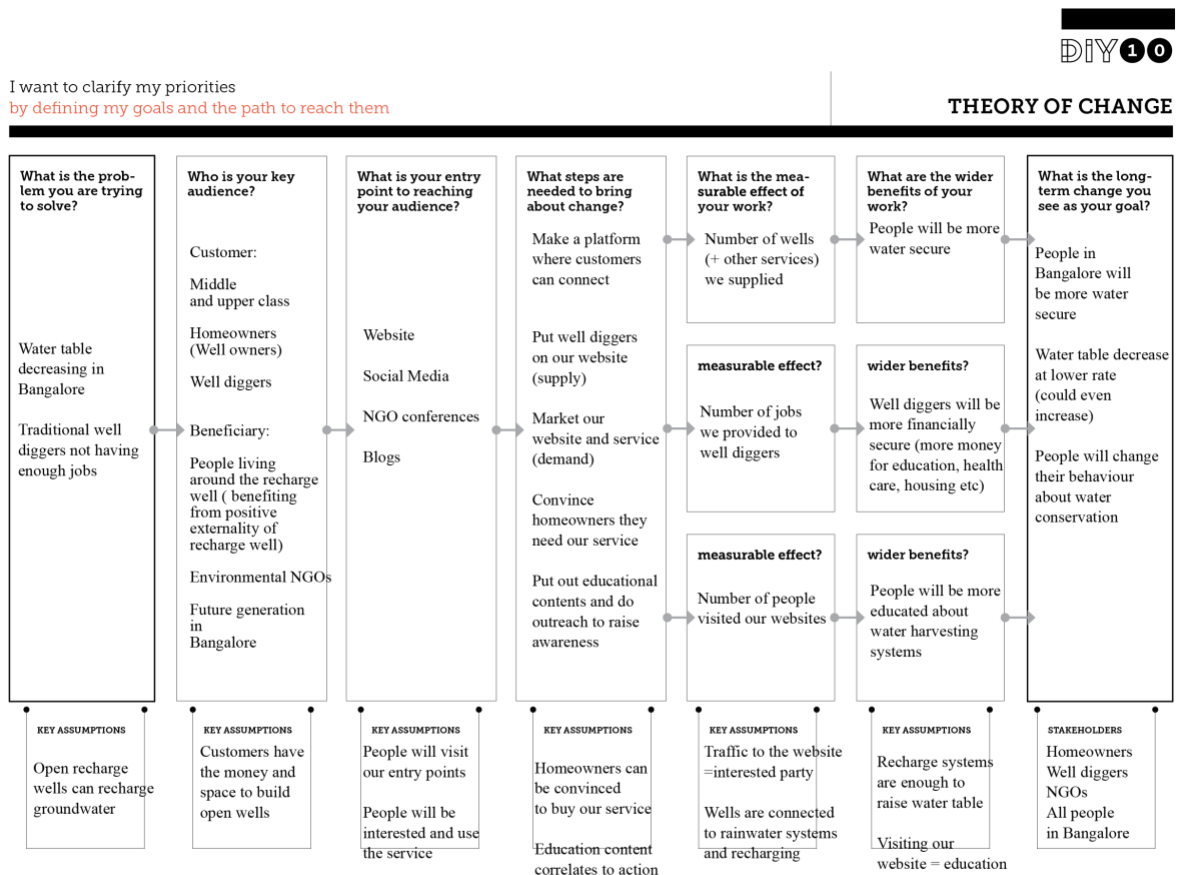 DIY10
I want to clarify my priorities
by defining my goals and the path to reach them
THEORY OF CHANGE
What is the prob-
lem you are trying
to solve?
Water table
decreasing in
Bangalore
Traditional well
diggers not having
enough jobs
Who is your key
audience?
Customer:
Middle
and upper class
Homeowners
(Well owners)
Well diggers
Beneficiary:
People living
around the recharge
well ( benefiting
from positive
externality of
recharge well)
Environmental NGOs
Future generation
in
Bangalore
What is your entry
point to reaching
your audience?
Website
Social Media
NGO conferences
Blogs
What steps are
needed to bring
about change?
Make a platform
where customers
can connect
Put well diggers
on our website
(supply)
Market our
website and service
(demand)
Convince
homeowners they
need our service
Put out educational
contents and do
outreach to raise
awareness
What is the mea-
surable effect of
your work?
Number of wells
(+ other services)
we supplied
measurable effect?
Number of jobs
we provided to
well diggers
measurable effect?
Number of people
visited our websites
What are the wider
benefits of your
work?
People will be more
water secure
wider benefits?
Well diggers will be
more financially
secure (more money
for education, health
care, housing etc)
wider benefits?
People will be more
educated about
water harvesting
systems
What is the long-
term change you
see as your goal?
People in
Bangalore will
be more water
secure
Water table decrease
at lower rate
(could even
increase)
People will change
their behaviour
about water
conservation
KEY ASSUMPTIONS
Open recharge
wells can recharge
groundwater
KEY ASSUMPTIONS
Customers have
the money and
space to build
open wells
KEY ASSUMPTIONS
People will visit
our entry points
People will be
interested and use
the service
KEY ASSUMPTIONS
Homeowners can
be convinced
to buy our service
Education content
correlates to action
KEY ASSUMPTIONS
Traffic to the website
=interested party
Wells are connected
to rainwater systems
and recharging
KEY ASSUMPTIONS
Recharge systems
are enough to
raise water table
Visiting our
website = education
STAKEHOLDERS
Homeowners
Well diggers
NGOs
All people
in Bangalore